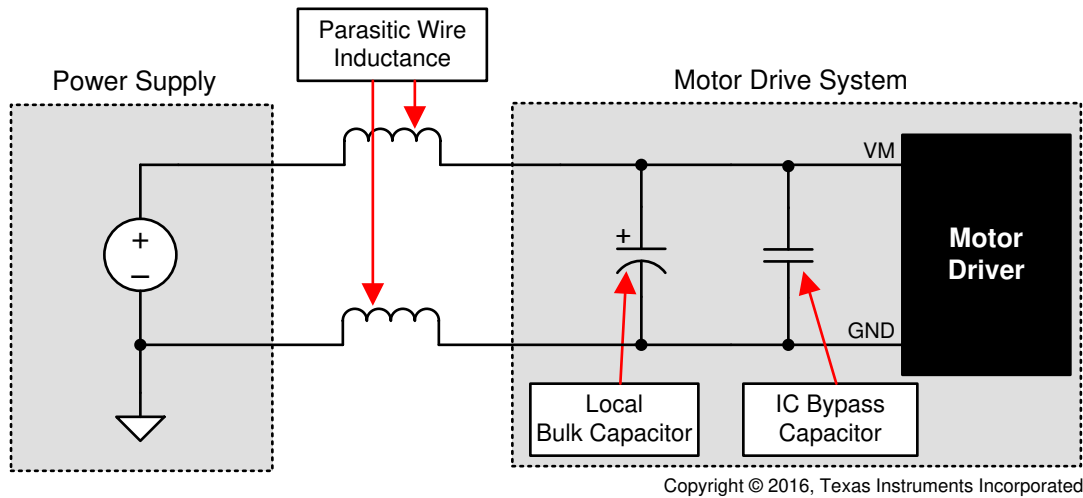 Parasitic Wire
Inductance
Power Supply
Motor Drive System
VM
+
–
+
Motor
Driver
GND
Local
Bulk Capacitor
IC Bypass
Capacitor
Copyright © 2016, Texas Instruments Incorporated